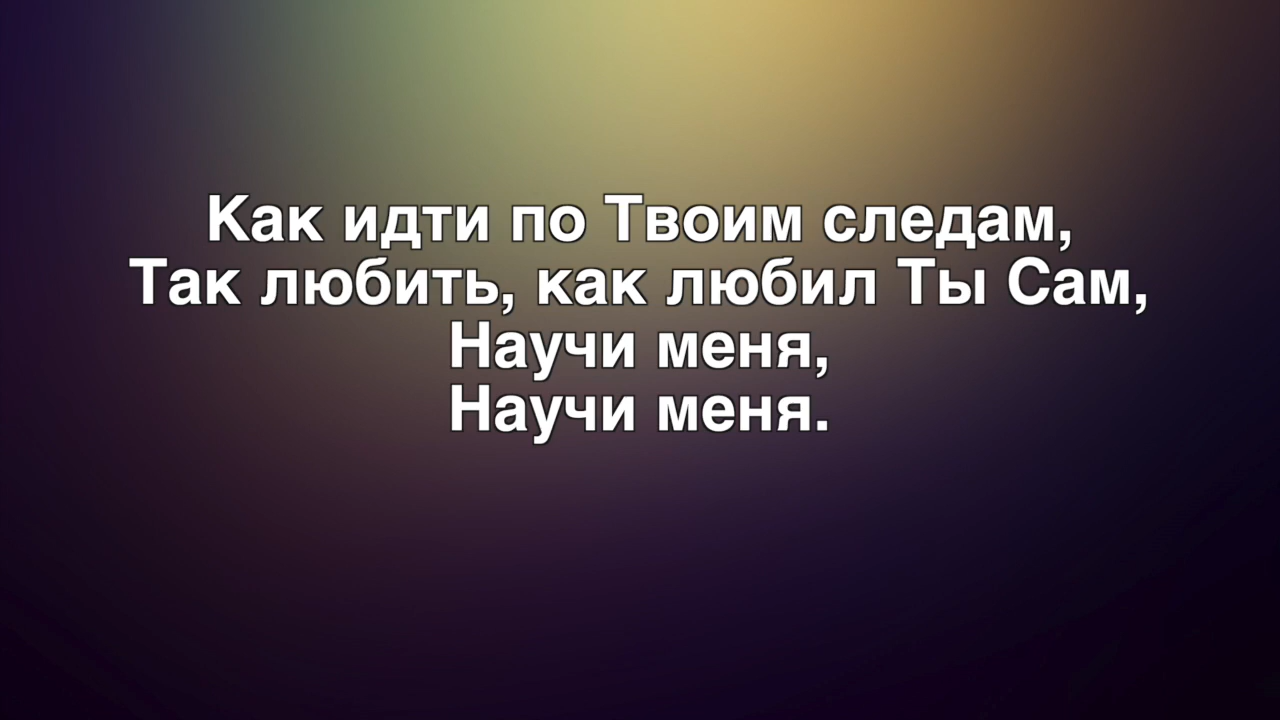 Как идти по Твоим следам,
Так любить, как любил Ты Сам,
Научи меня,
Научи меня.